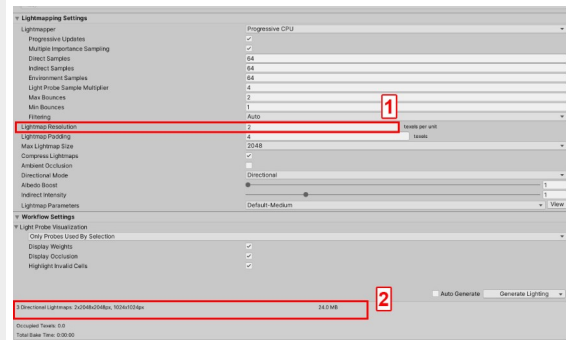 Lightmapping Settings
Lightmapper Progressive CPU
Progressive Updates
Multiple Importance Sampling
Direct Samples 64
Indirect Samples 64
Environment Samples 64
Light Probe Sample Multiplier 4
Max Bounces 2
Min Bounces 1
1
Filtering Auto
Lightmap Resolution 2 texels per unit
Lightmap Padding 4 texels
Max Lightmap Size 2048
Compress Lightmaps
Ambient Occlusion
Directional Mode Directional
Albedo Boost 1
Indirect Intensity 1
Lightmap Parameters Default-Medium View
Workflow Settings
Light Probe Visualization
Only Probes Used By Selection
Display Weights
Display Occlusion
Highlight Invalid Cells
Auto Generate Generate Lighting
2
3 Directional Lightmaps: 2x2048x2048px, 1024x1024px 24.0 MB
Occupied Texels: 0.0
Total Bake Time: 0:00:00